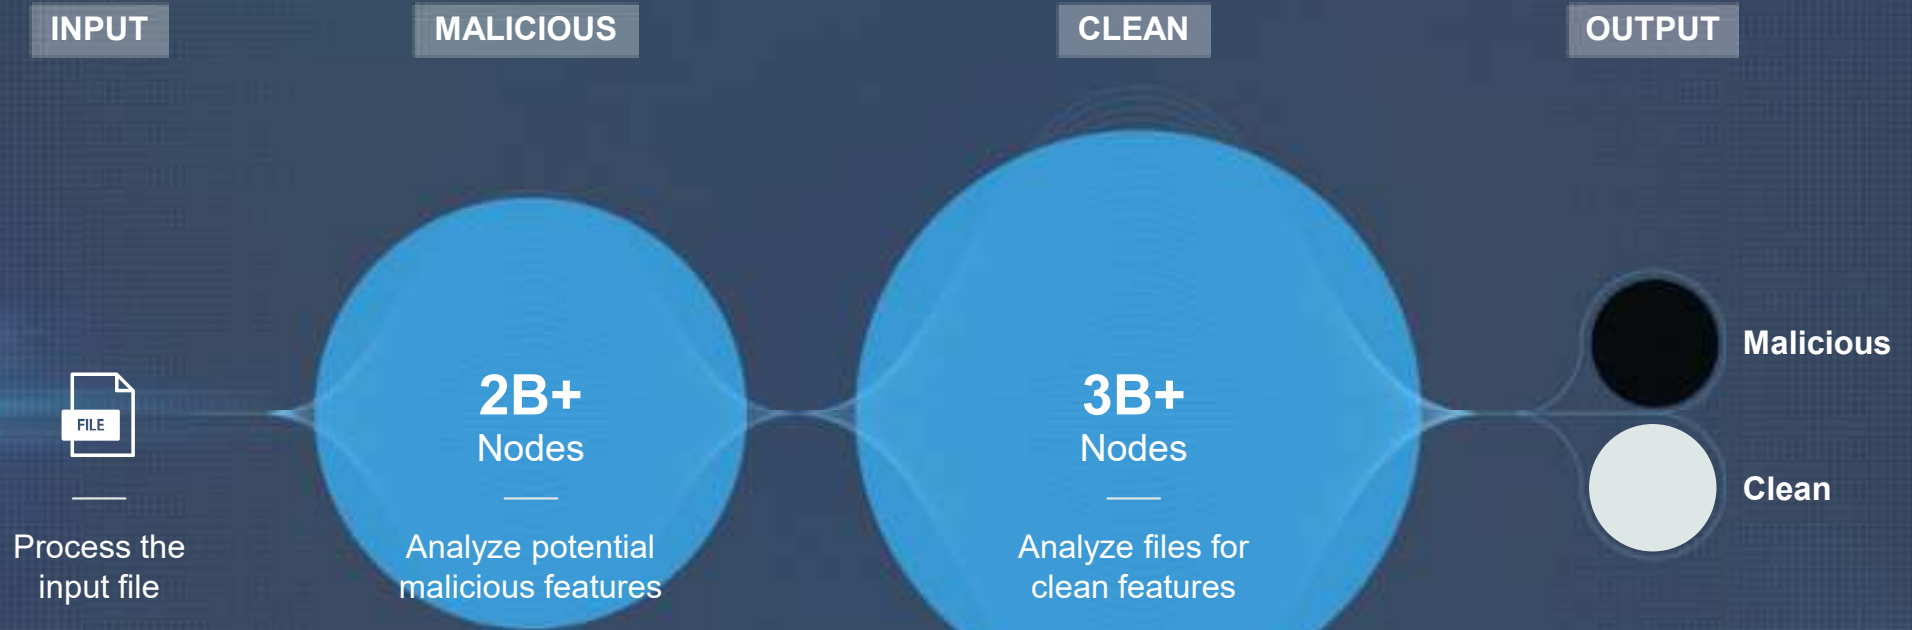 INPUT
MALICIOUS
CLEAN
OUTPUT
FILE
Process the
input file
2B+
Nodes
Analyze potential
malicious features
3B+
Nodes
Analyze files for
clean features
Malicious
Clean